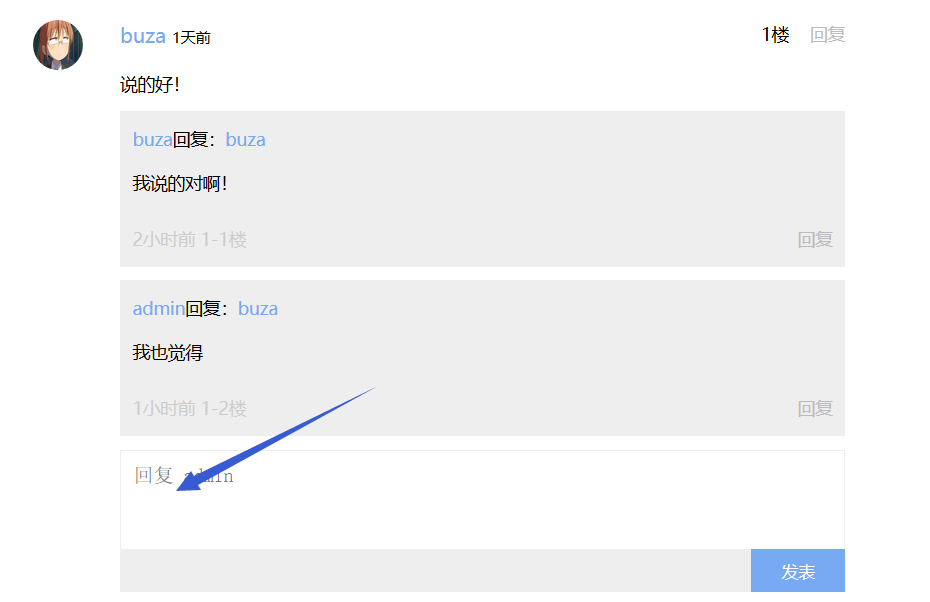 buza 1天前 1楼 回复
说的好！
buza回复：buza
我说的对啊！
2小时前 1-1楼 回复
admin回复：buza
我也觉得
1小时前 1-2楼 回复
回复 admin
发表